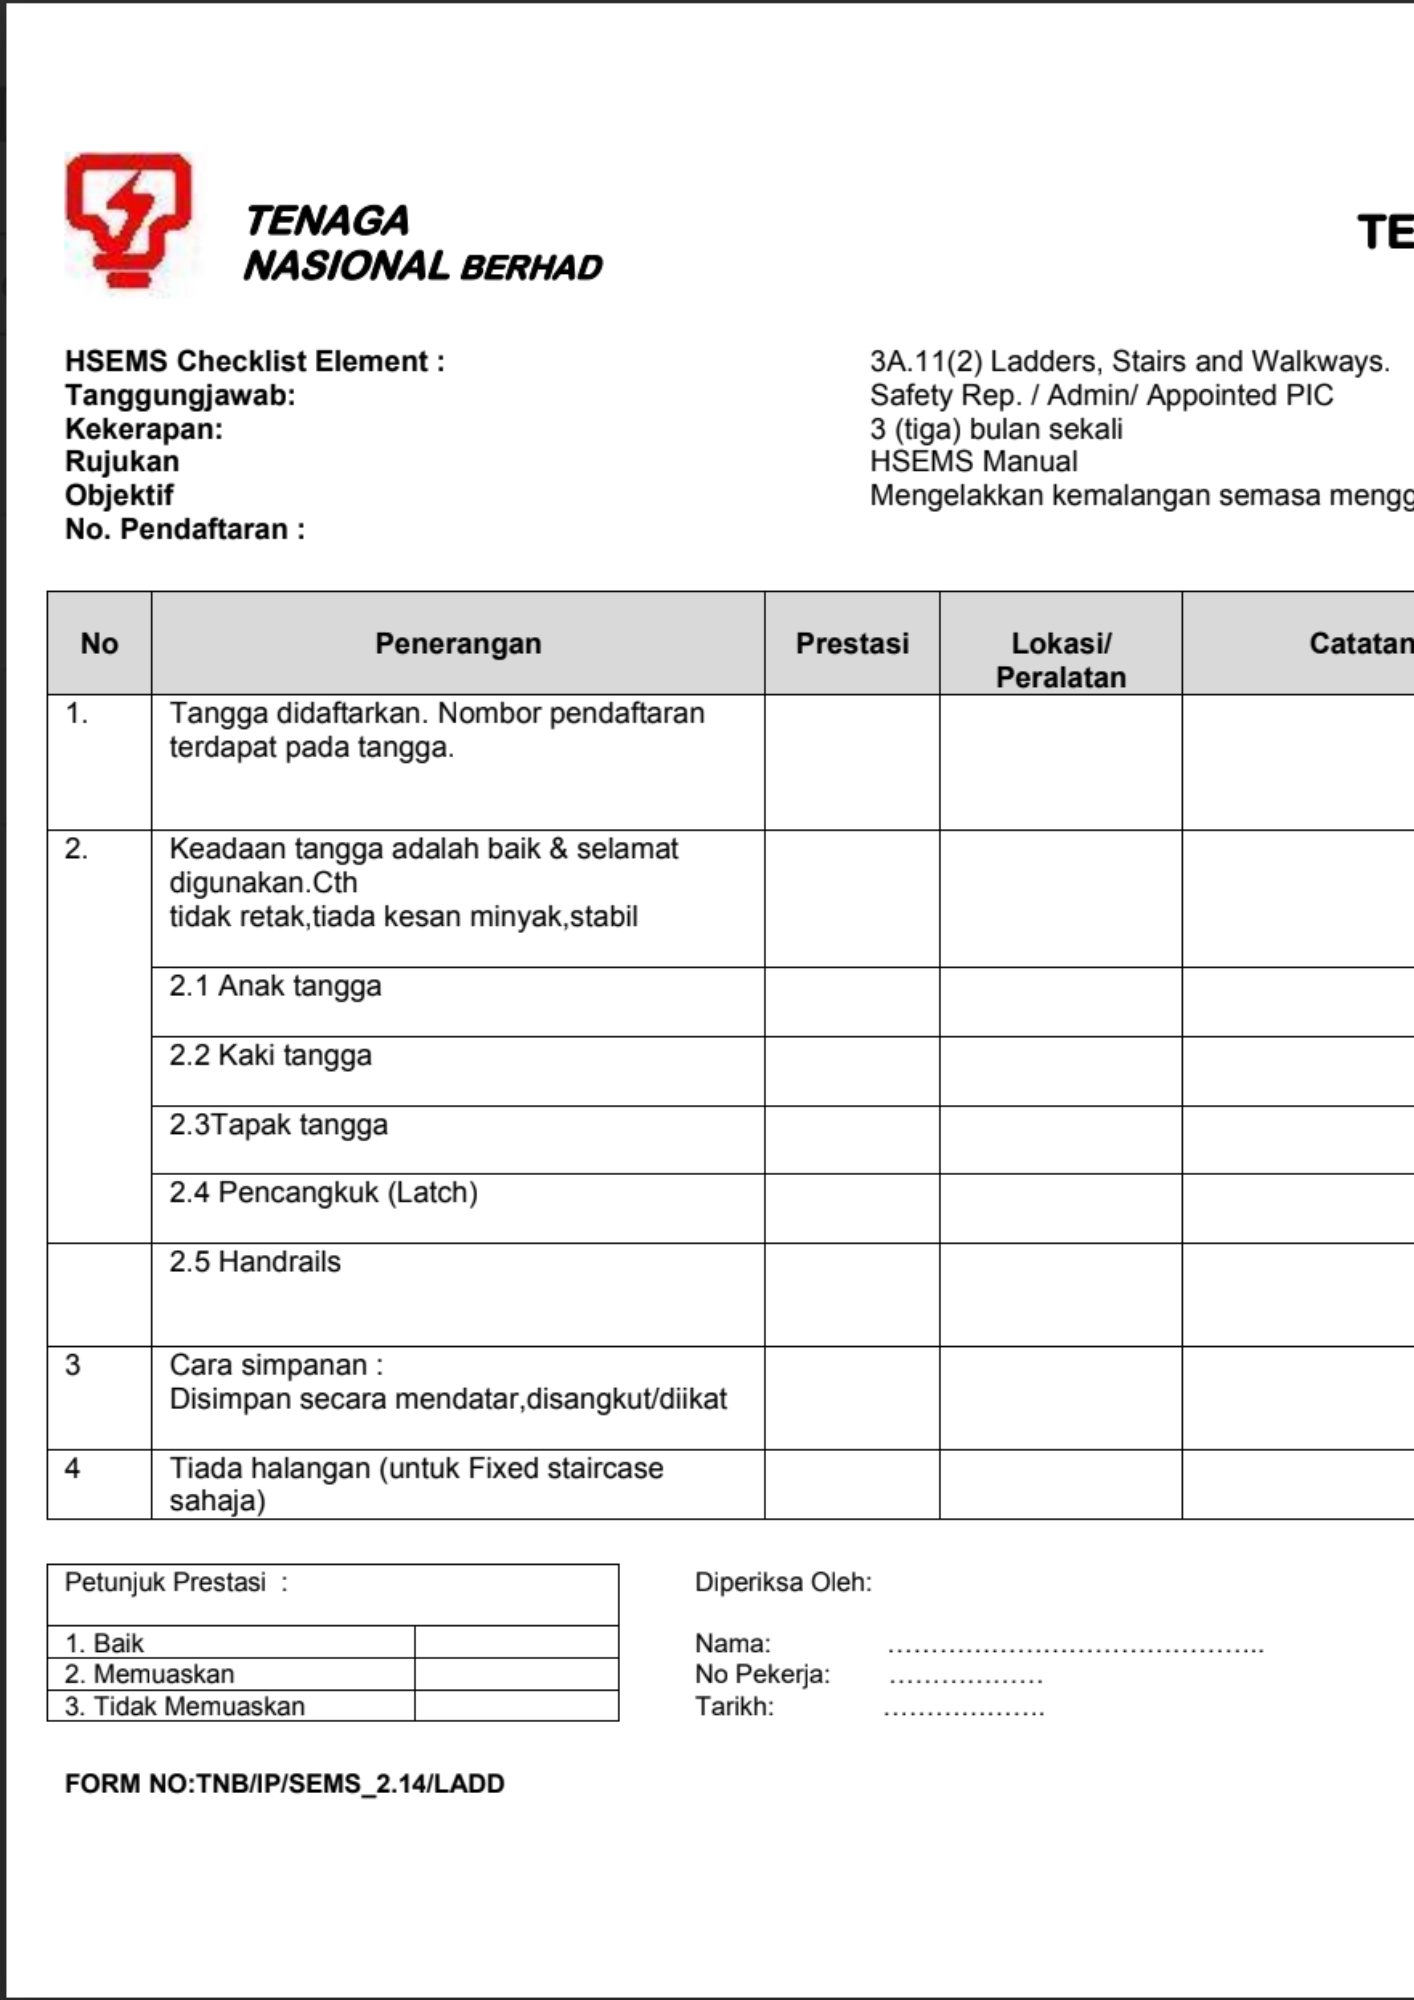 TENAGA
NASIONAL BERHAD
HSEMS Checklist Element : 3A.11(2) Ladders, Stairs and Walkways.
Tanggungjawab: Safety Rep. / Admin/ Appointed PIC
Kekerapan: 3 (tiga) bulan sekali
Rujukan HSEMS Manual
Objektif Mengelakkan kemalangan semasa
No. Pendaftaran :
No Penerangan Prestasi Lokasi/ Catatan
Peralatan
1. Tangga didaftarkan. Nombor pendaftaran
terdapat pada tangga.
2. Keadaan tangga adalah baik & selamat
digunakan.Cth
tidak retak,tiada kesan minyak,stabil
2.1 Anak tangga
2.2 Kaki tangga
2.3Tapak tangga
2.4 Pencangkuk (Latch)
2.5 Handrails
3 Cara simpanan :
Disimpan secara mendatar,disangkut/diikat
4 Tiada halangan (untuk Fixed staircase
sahaja)
Petunjuk Prestasi :
1. Baik
2. Memuaskan
3. Tidak Memuaskan
Diperiksa Oleh:
Nama: ……………………………………..
No Pekerja: ………………
Tarikh: ……………….
FORM NO:TNB/IP/SEMS_2.14/LADD